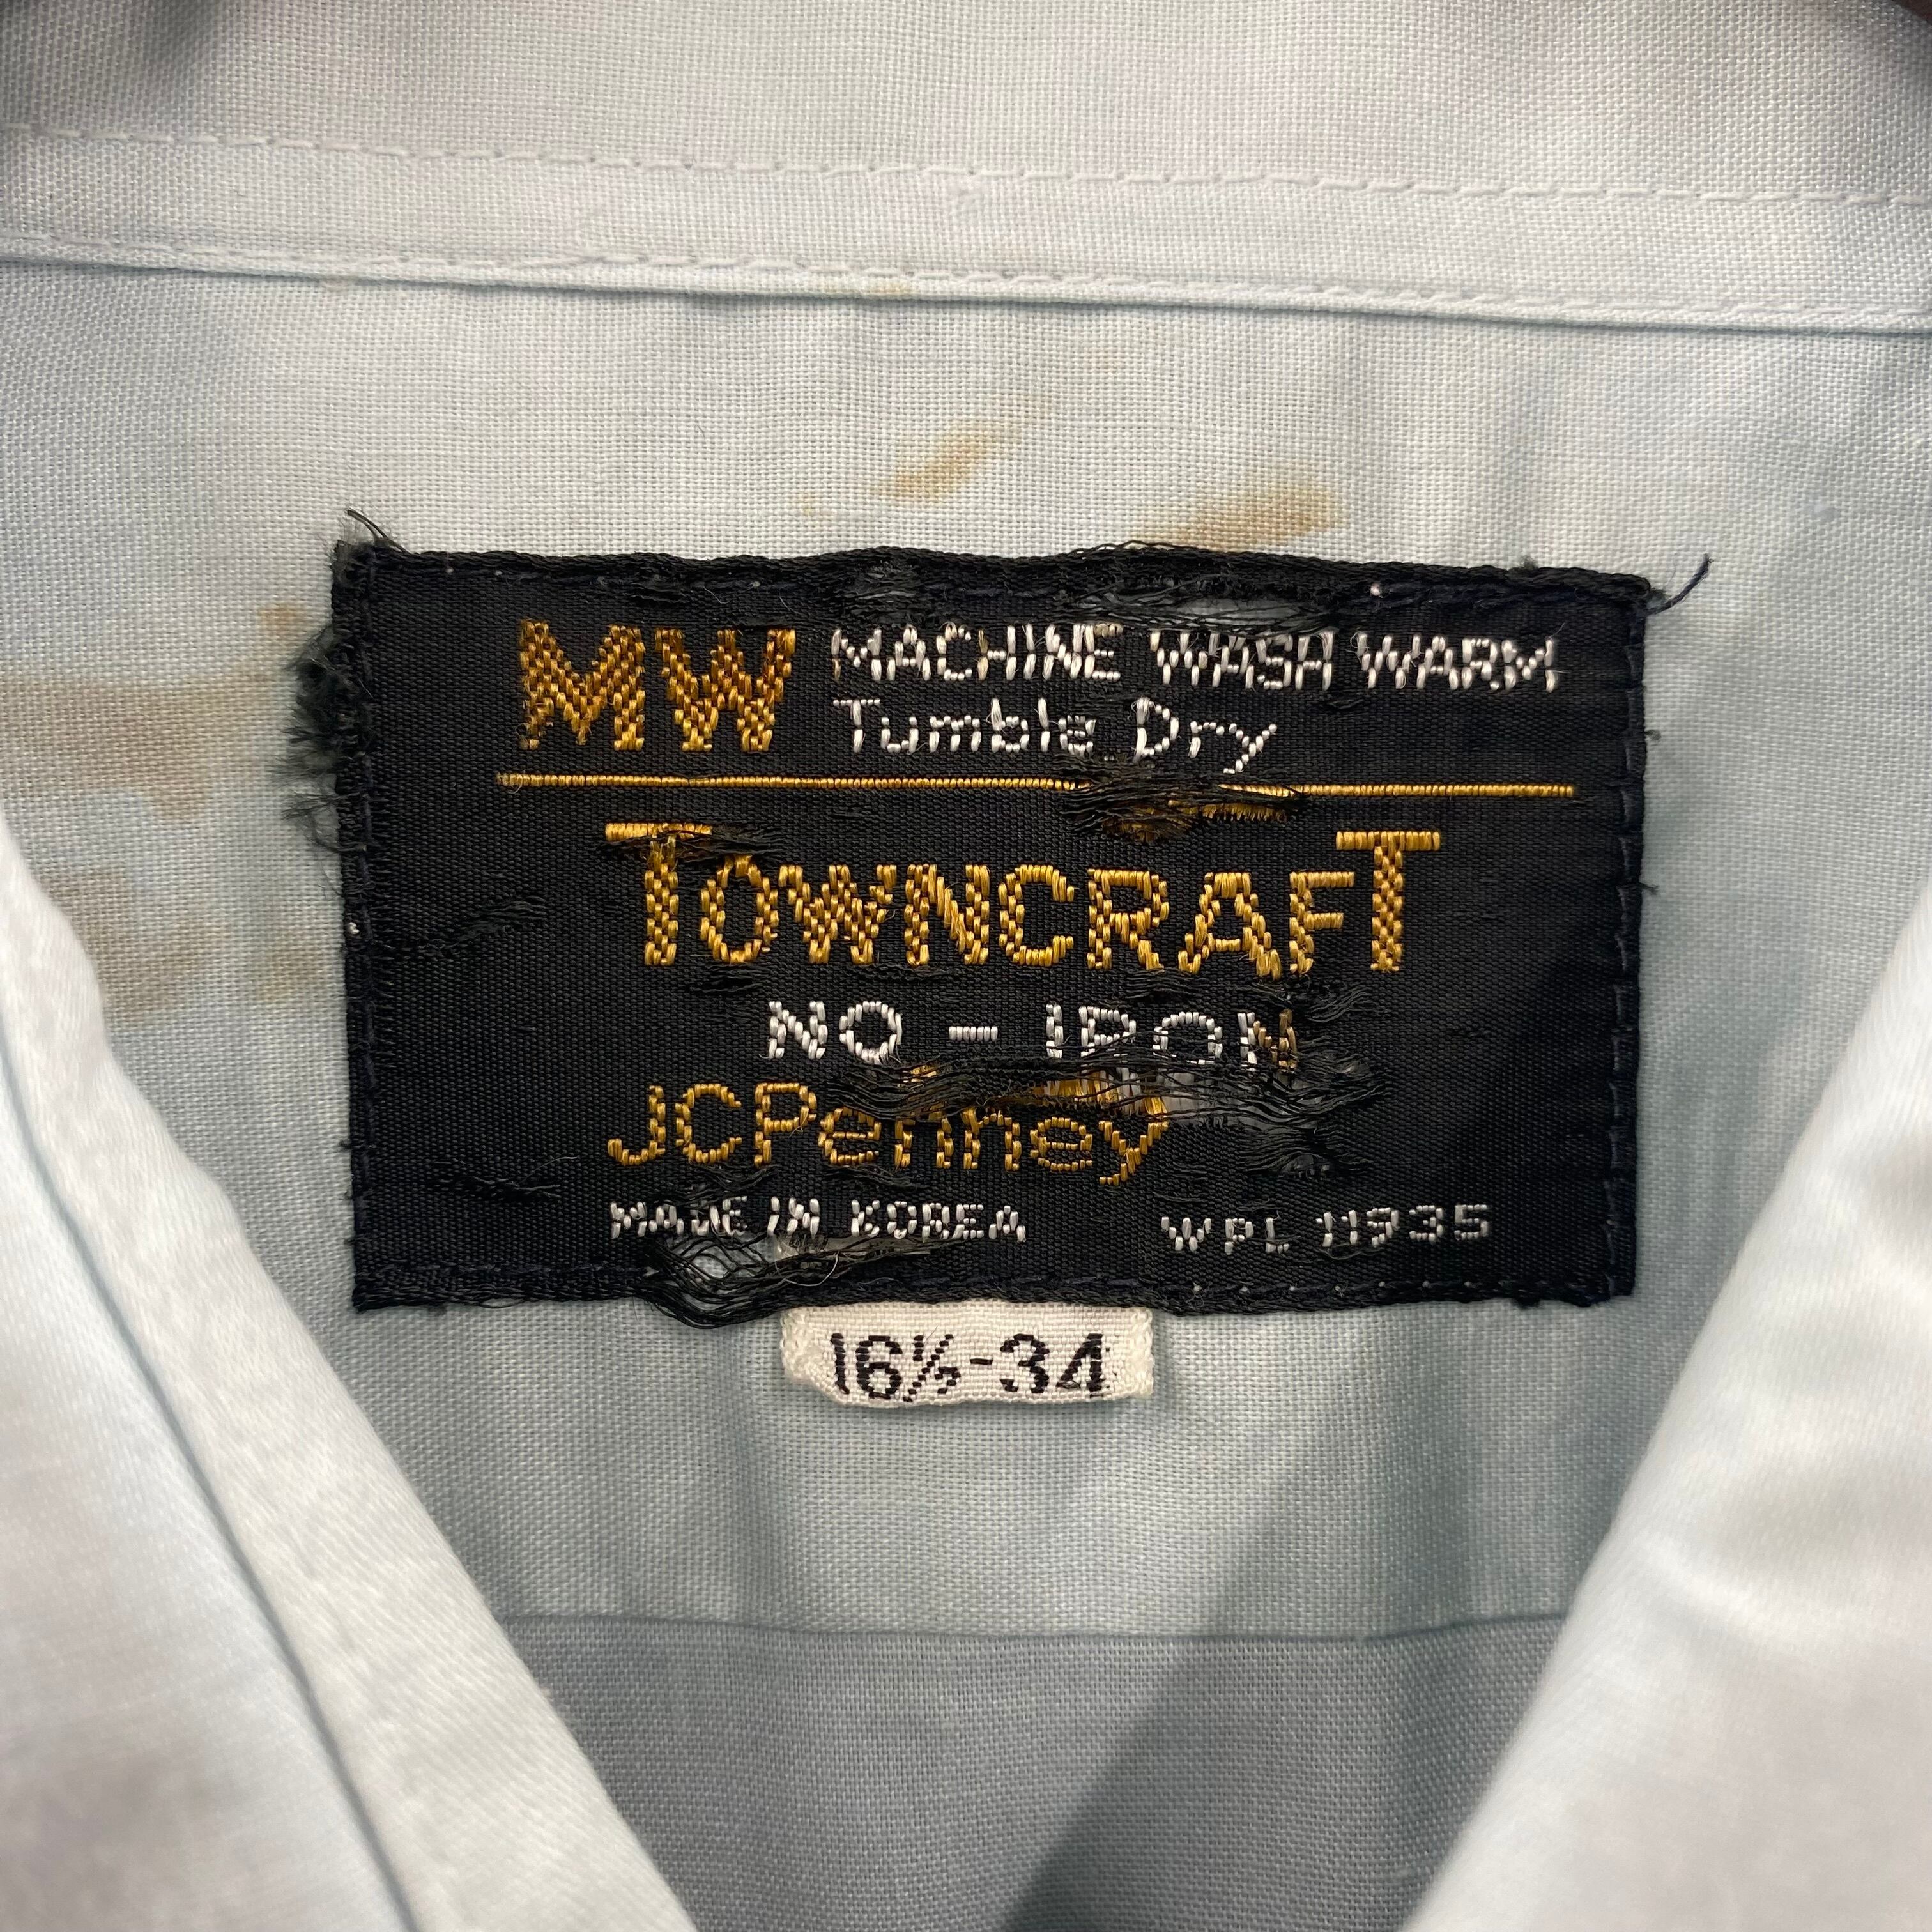 MW MACHINE WASH WARM
Tumble Dry
TOWNCRAFT
NO - IRON
JCPenney
MADE IN KOREA WPL 11935
16½-34